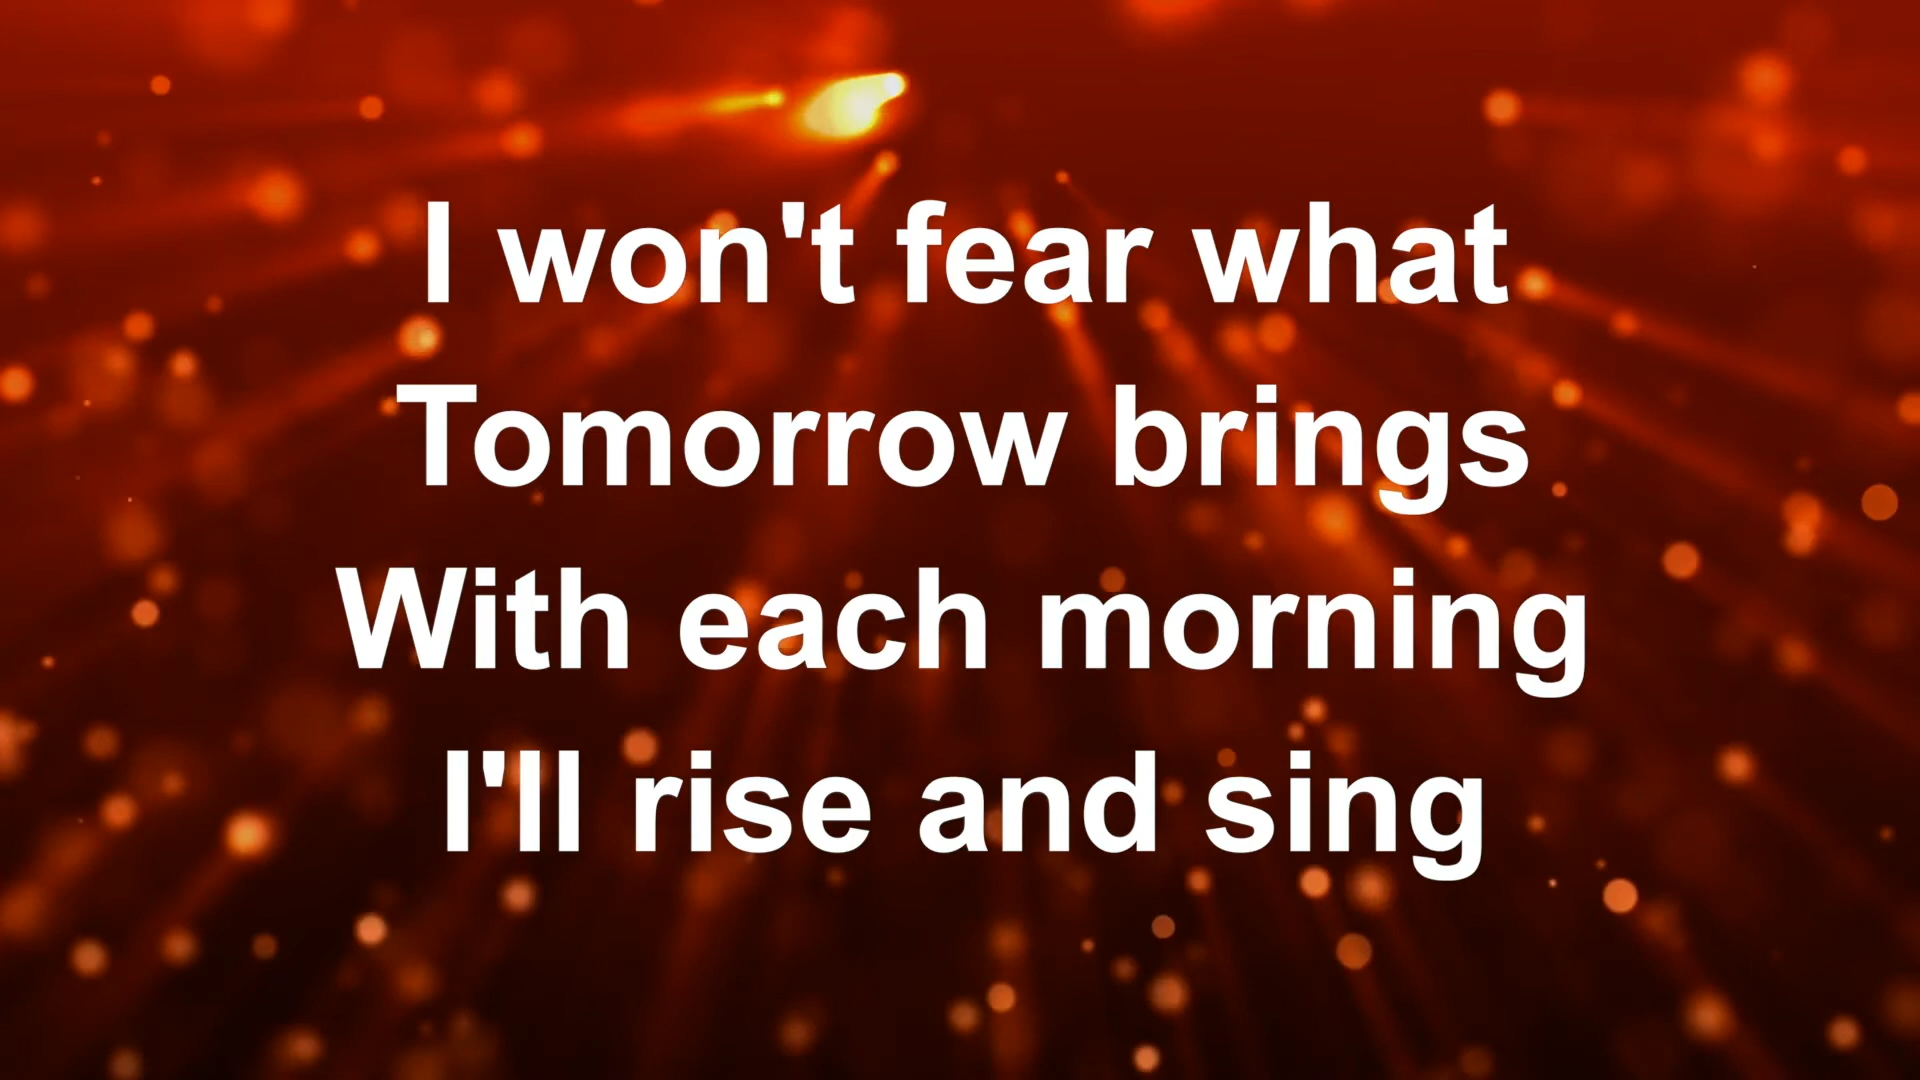 I won't fear what
Tomorrow brings
With each morning
I'll rise and sing